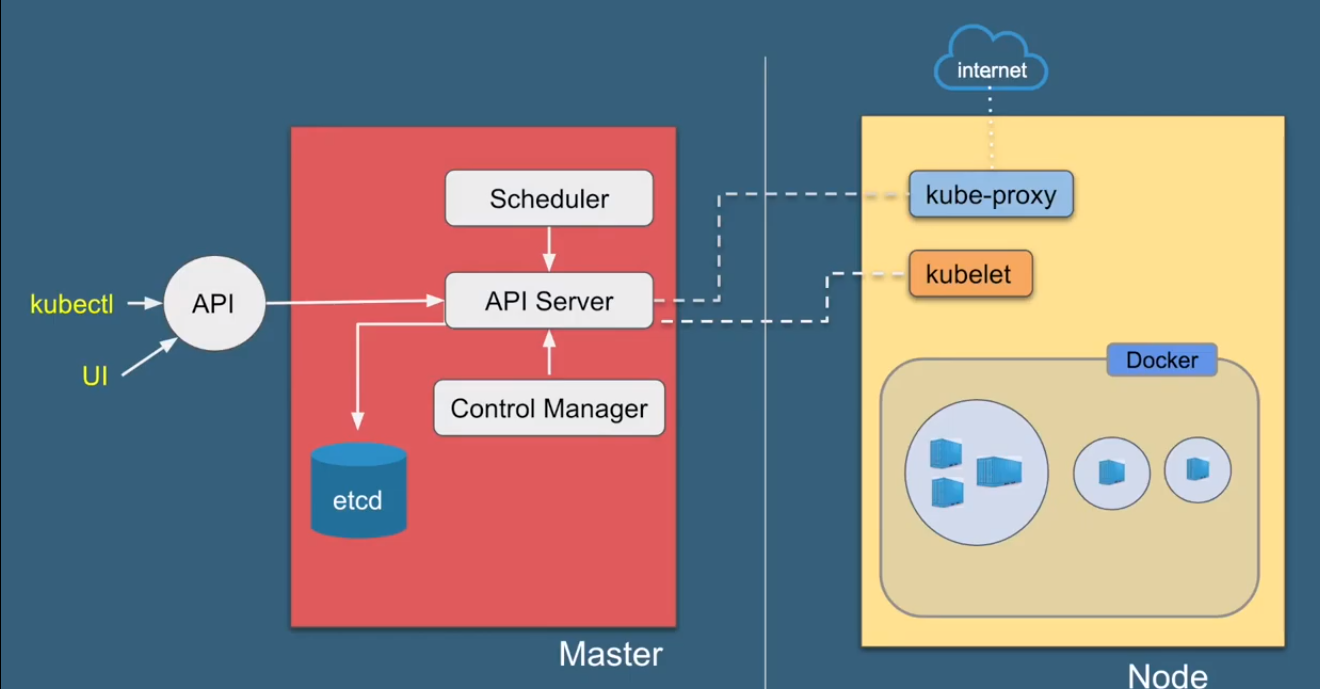 internet
Scheduler
kube-proxy
kubelet
kubectl
API
API Server
UI
Docker
Control Manager
etcd
Master
Node